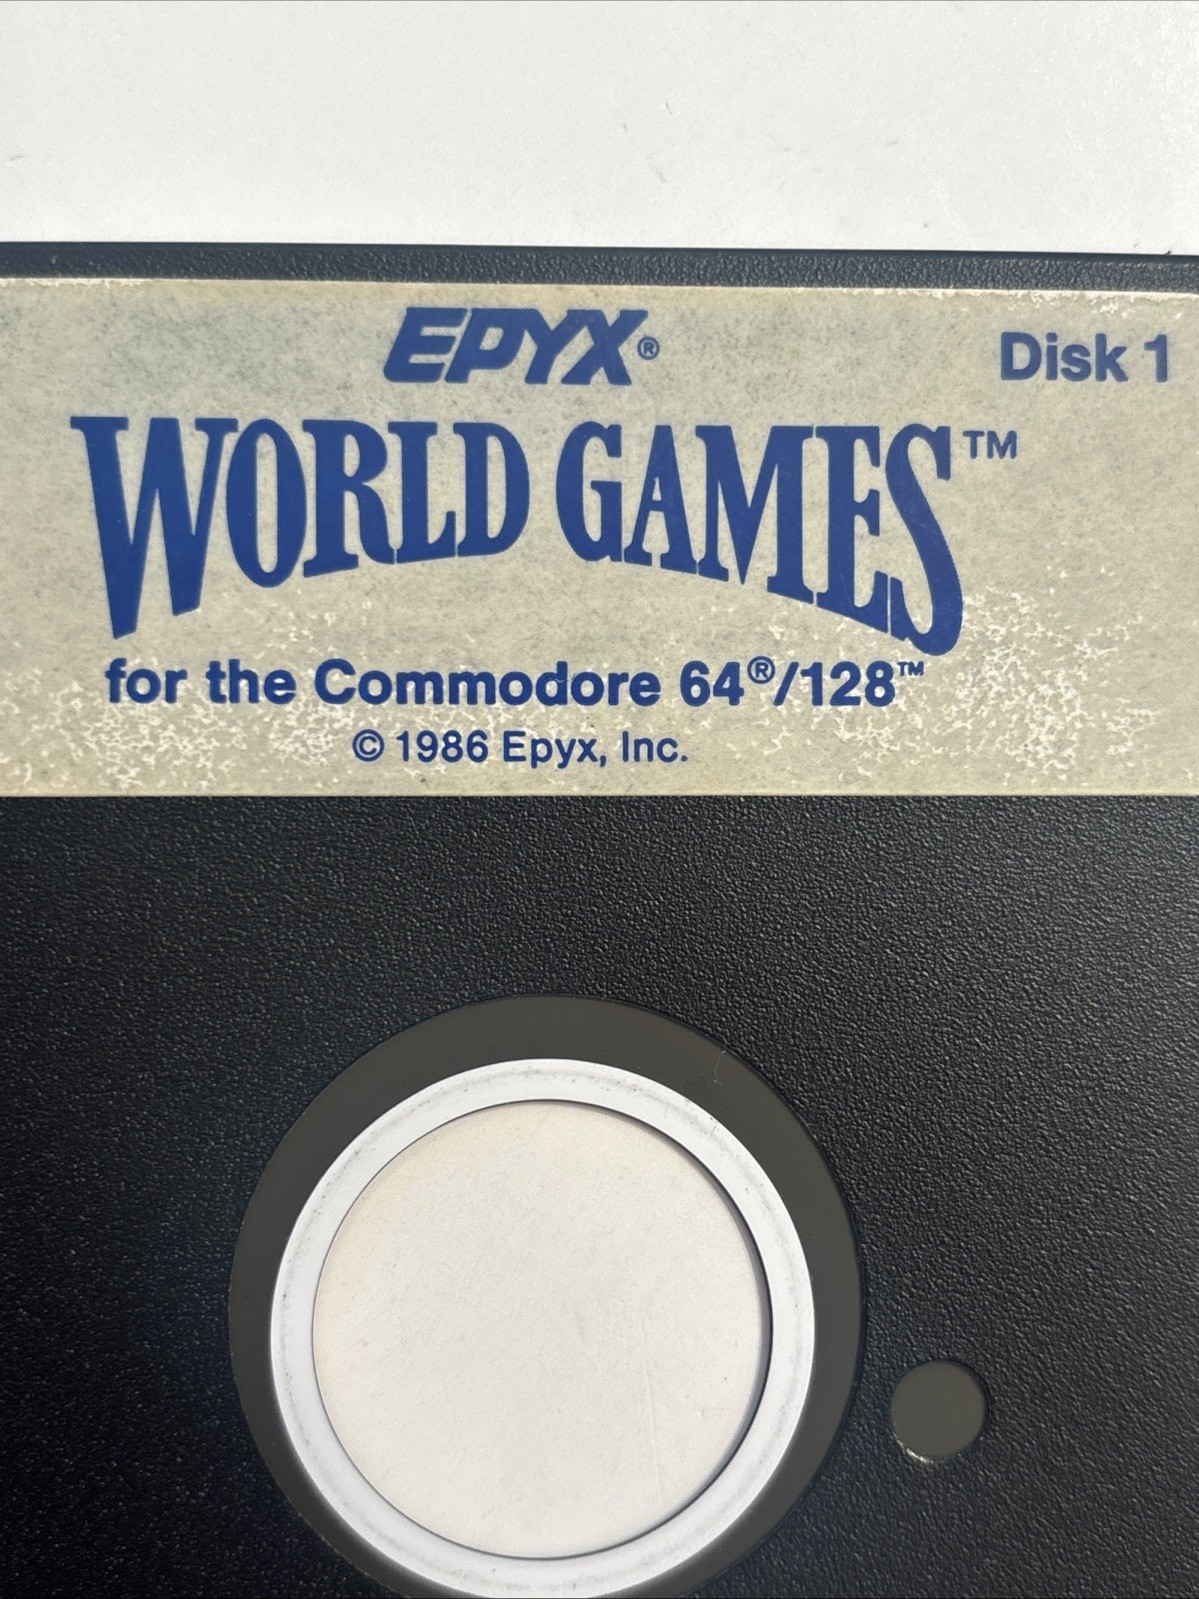 EPYX®
Disk 1
WORLD GAMES™
for the Commodore 64®/128™
© 1986 Epyx, Inc.